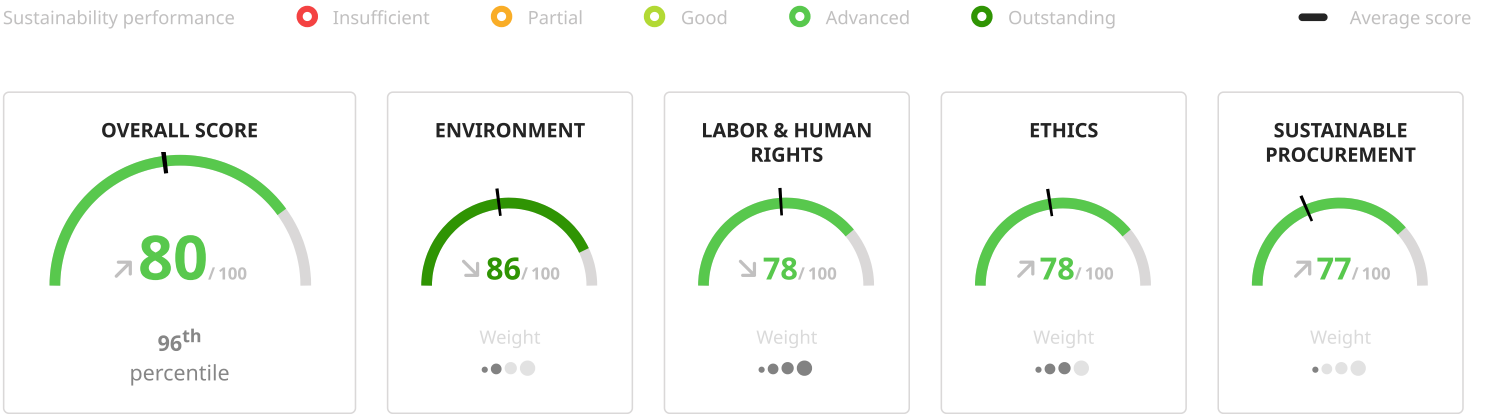 Sustainability performance Insufficient Partial Good Advanced Outstanding Average score
OVERALL SCORE
80 / 100
96th
percentile
ENVIRONMENT
86 / 100
Weight
LABOR & HUMAN
RIGHTS
78 / 100
Weight
ETHICS
78 / 100
Weight
SUSTAINABLE
PROCUREMENT
77 / 100
Weight